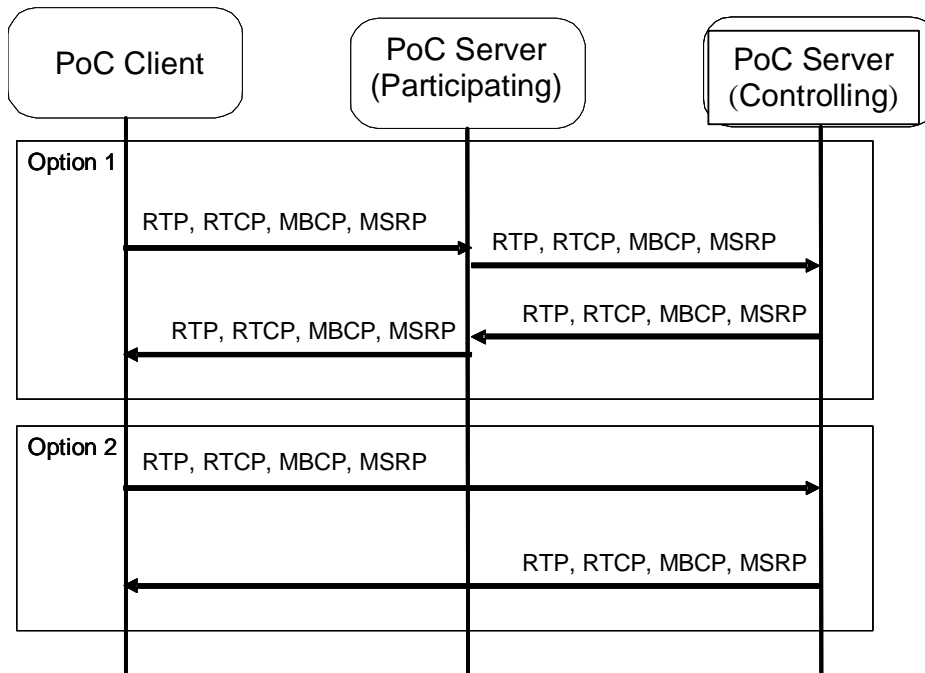 PoC Client
PoC Server
(Participating)
PoC Server
(Controlling)
Option 1
RTP, RTCP, MBCP, MSRP
RTP, RTCP, MBCP, MSRP
RTP, RTCP, MBCP, MSRP
RTP, RTCP, MBCP, MSRP
Option 2
RTP, RTCP, MBCP, MSRP
RTP, RTCP, MBCP, MSRP